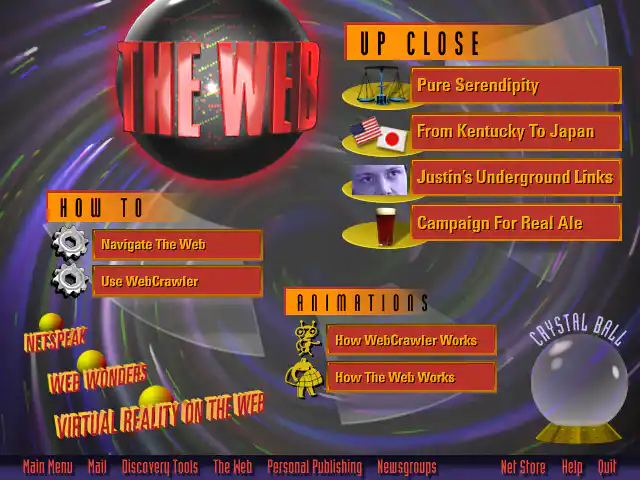 THE WEB
UP CLOSE
Pure Serendipity
From Kentucky To Japan
Justin's Underground Links
Campaign For Real Ale
HOW TO
Navigate The Web
Use WebCrawler
ANIMATIONS
How WebCrawler Works
How The Web Works
NETSPEAK
WEB WONDERS
VIRTUAL REALITY ON THE WEB
CRYSTAL BALL
Main Menu Mail Discovery Tools The Web Personal Publishing Newsgroups Net Store Help Quit